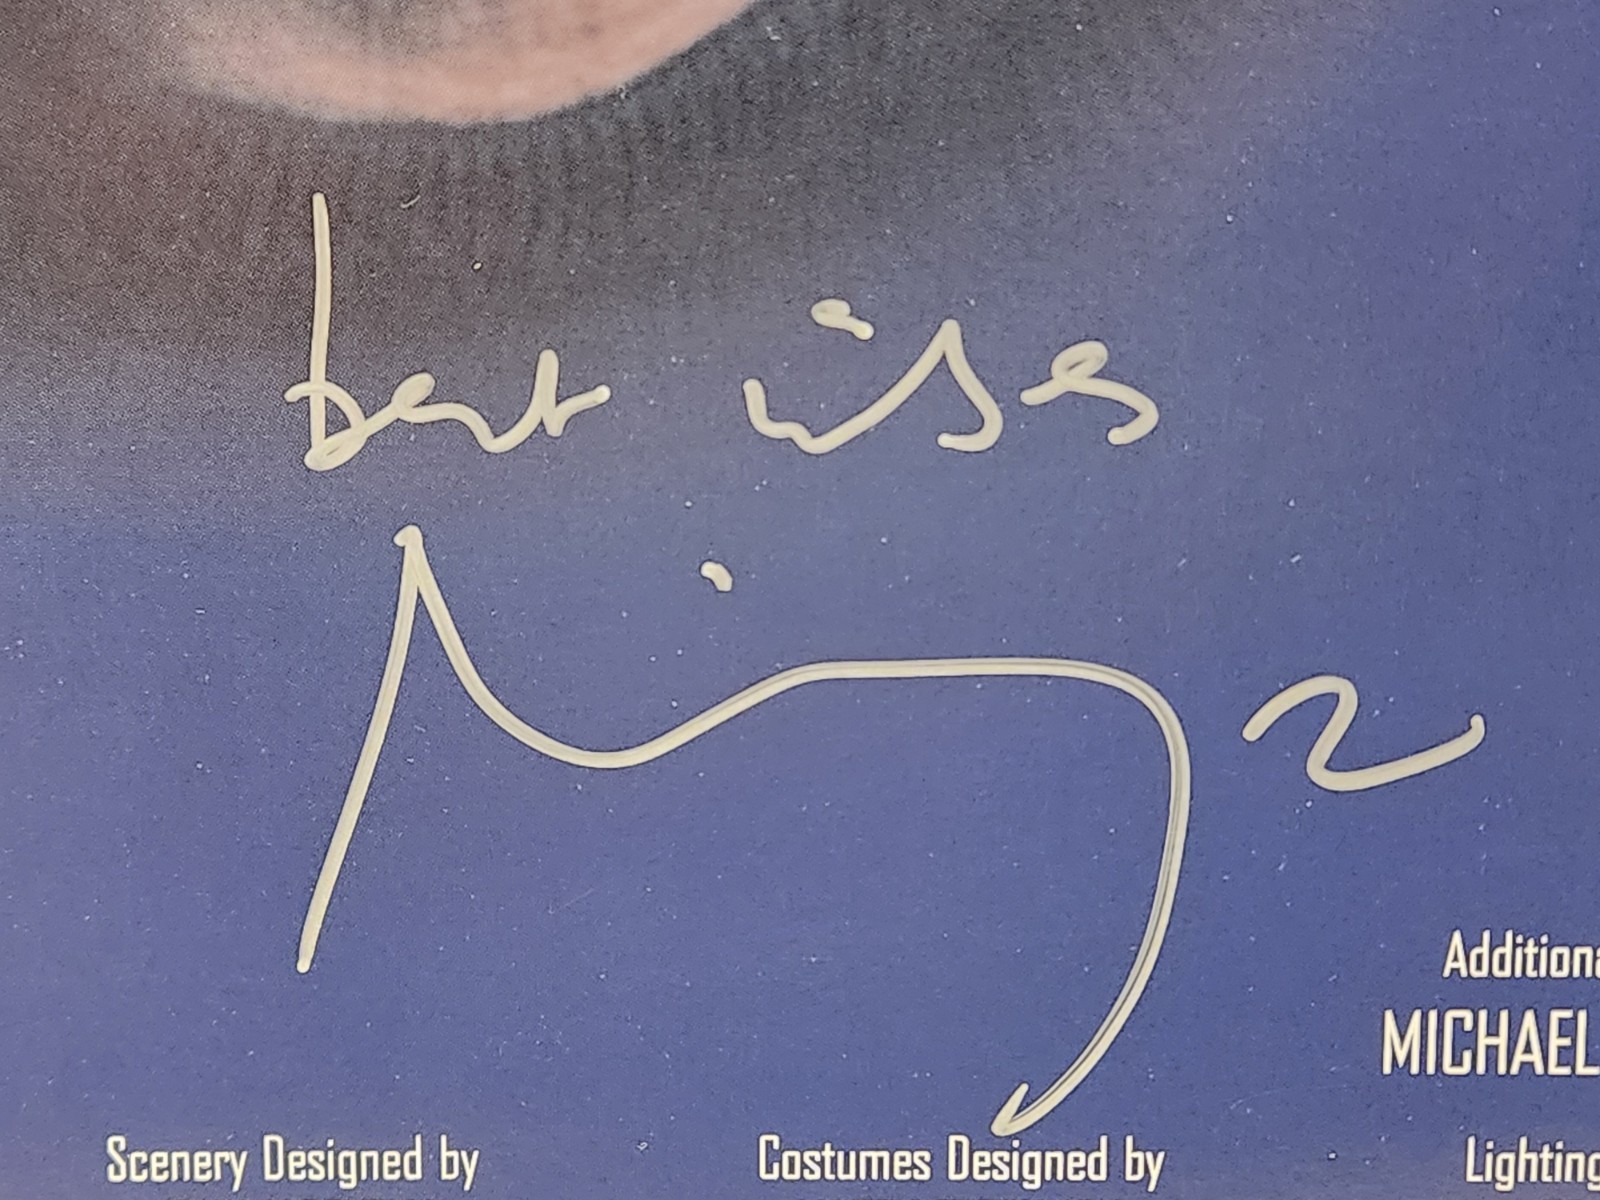 best wishes
Additiona
MICHAEL
Scenery Designed by
Costumes Designed by
Lighting